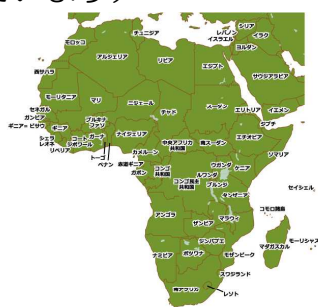 シリア
チュニジア
レバノン
イスラエル
イラク
モロッコ
ヨルダン
アルジェリア
リビア
エジプト
西サハラ
サウジアラビア
モーリタニア
マリ
ニジェール
チャド
スーダン
エリトリア
イエメン
セネガル
ガンビア
ギニア=ビサウ
ギニア
ブルキナ
ファソ
ジブチ
シェラ
レオネ
リベリア
コート
ジボワール
ガーナ
ナイジェリア
中央アフリカ
共和国
南スーダン
エチオピア
トーゴ
ベナン
カメルーン
ソマリア
赤道ギニア
ガボン
コンゴ
共和国
コンゴ民主
共和国
ウガンダ
ルワンダ
ブルンジ
ケニア
タンザニア
セイシェル
コモロ諸島
アンゴラ
ザンビア
マラウィ
ジンバブエ
モザンビーク
マダガスカル
モーリシャス
ナミビア
ボツワナ
スワジランド
南アフリカ
レソト